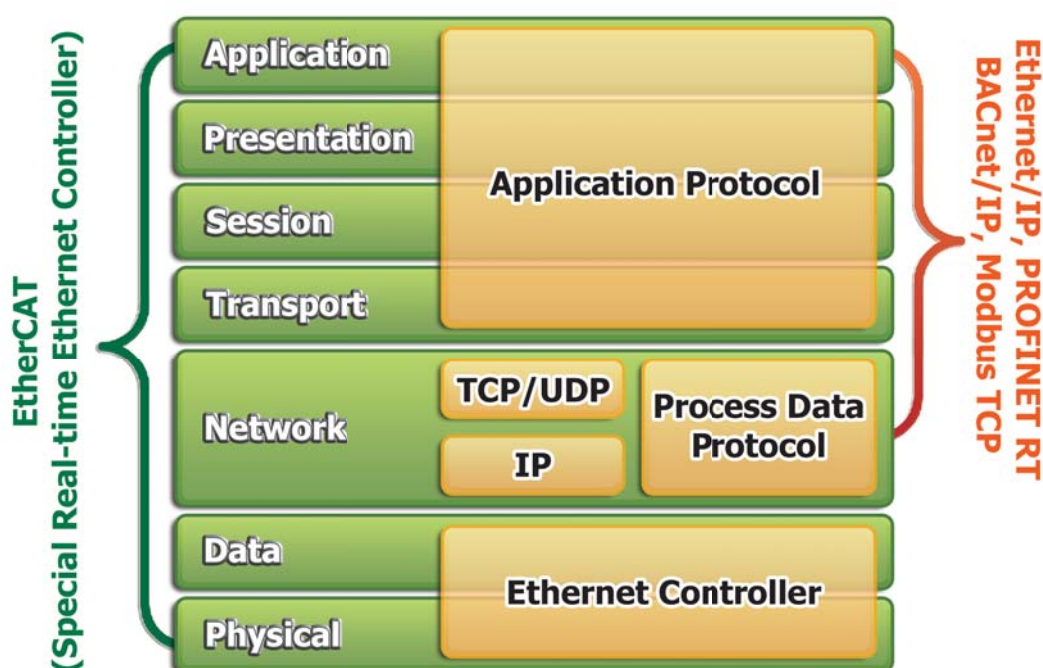 EtherCAT
(Special Real-time Ethernet Controller)
Application
Presentation
Session
Transport
Network
Data
Physical
Application Protocol
TCP/UDP
IP
Process Data
Protocol
Ethernet Controller
Ethernet/IP, PROFINET RT
BACnet/IP, Modbus TCP